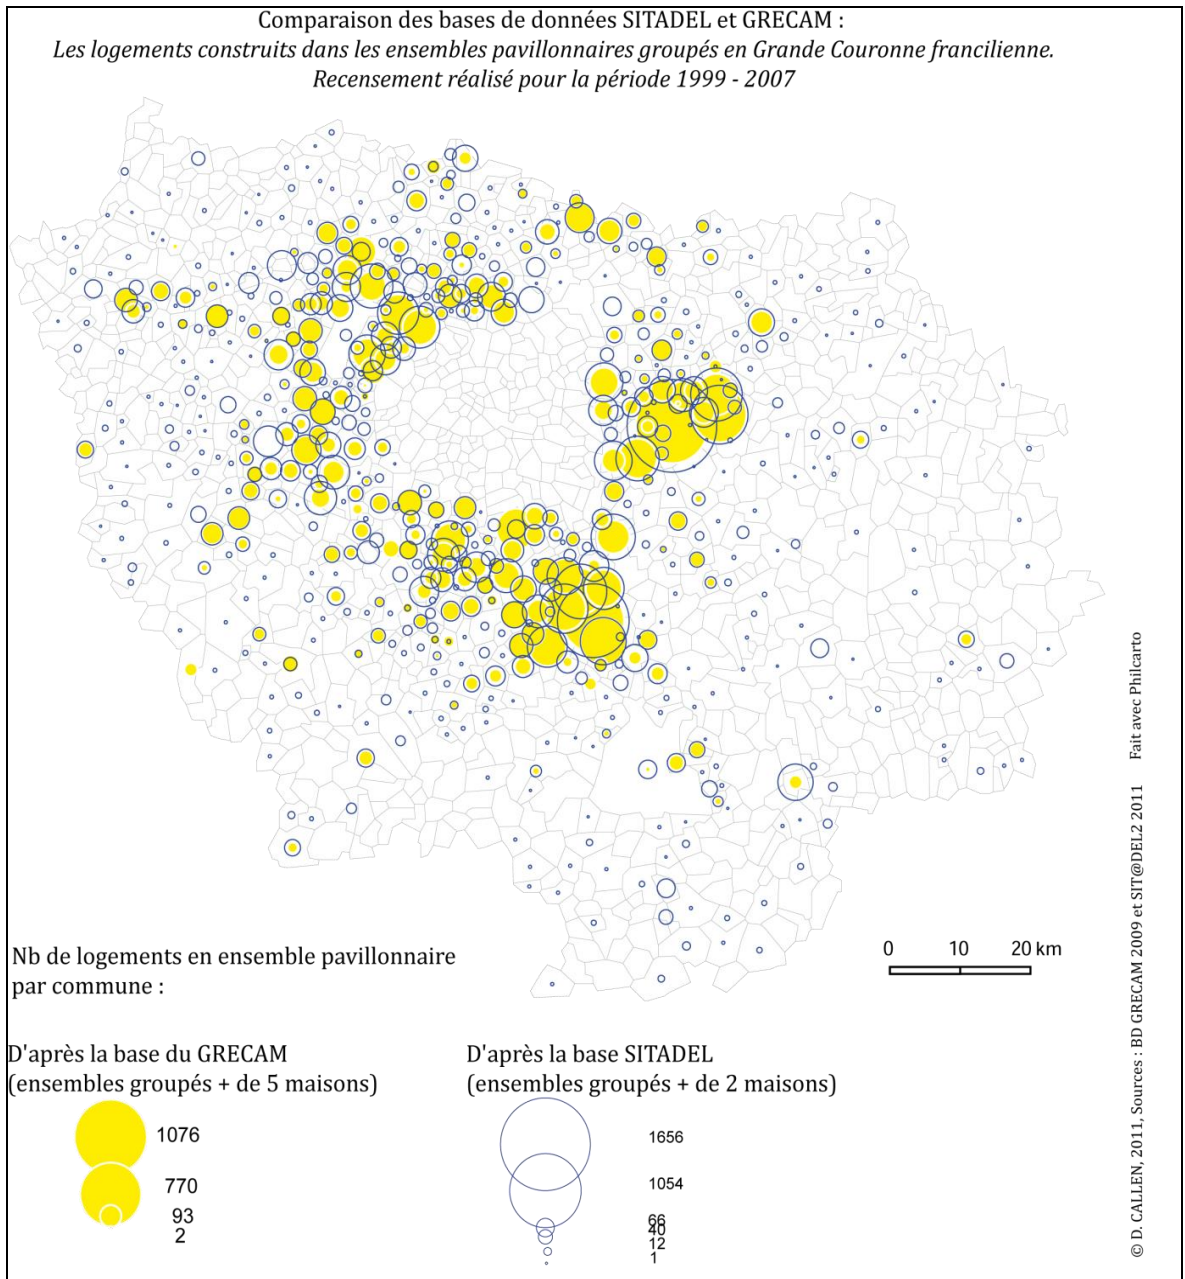 Comparaison des bases de données SITADEL et GRECAM :
Les logements construits dans les ensembles pavillonnaires groupés en Grande Couronne francilienne.
Recensement réalisé pour la période 1999 - 2007
© D. CALLEN, 2011, Sources : BD GRECAM 2009 et SIT@DEL2 2011 Fait avec Philcarto
0 10 20 km
Nb de logements en ensemble pavillonnaire
par commune :
D'après la base du GRECAM
(ensembles groupés + de 5 maisons)
1076
770
93
2
D'après la base SITADEL
(ensembles groupés + de 2 maisons)
1656
1054
66
40
12
1